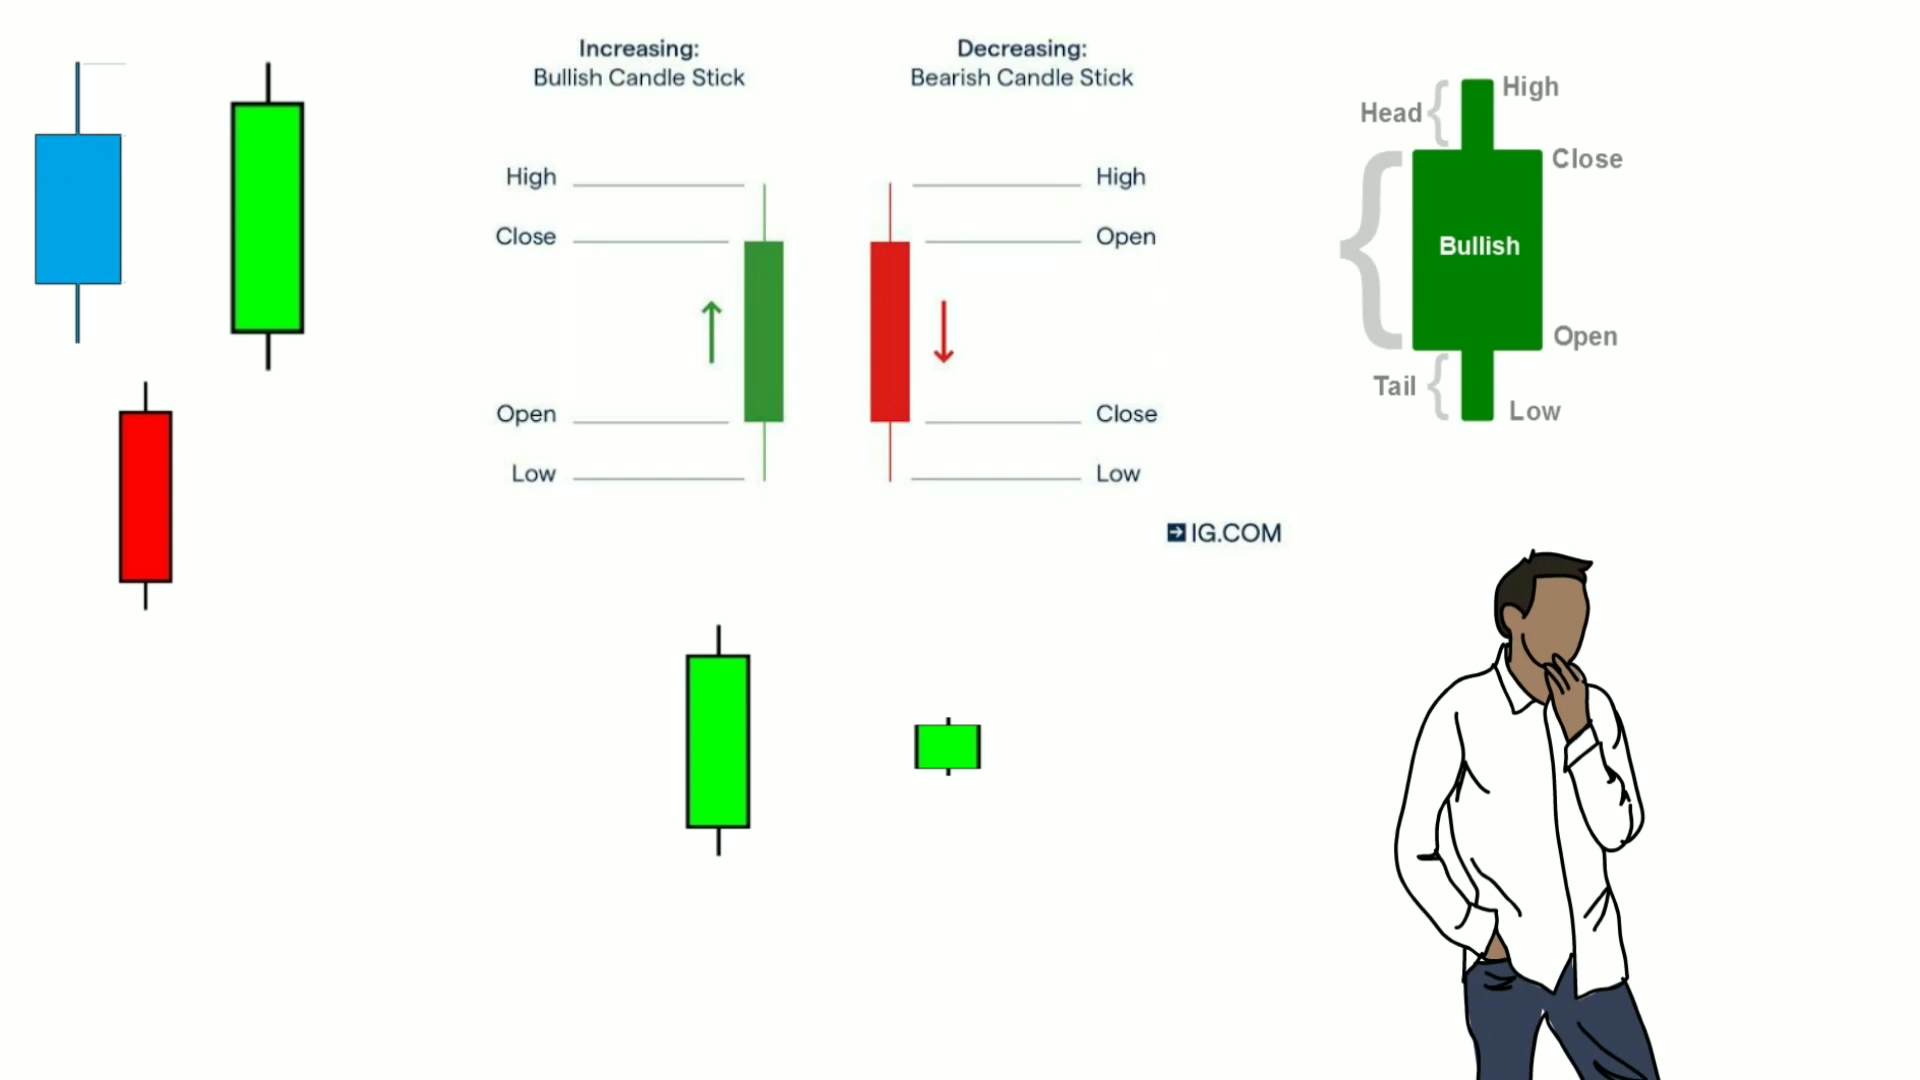 Increasing:
Bullish Candle Stick
High
Close
Open
Low
Decreasing:
Bearish Candle Stick
High
Open
Close
Low
IG.COM
Head
High
Close
Bullish
Open
Tail
Low